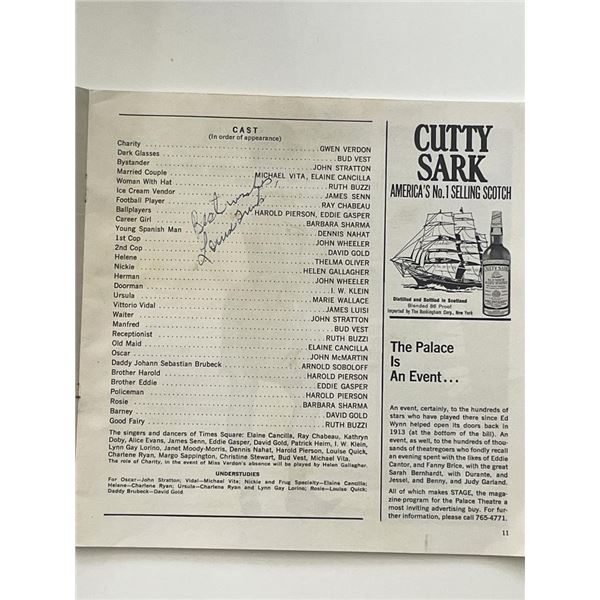 CAST
(In order of appearance)
Charity GWEN VERDON
Dark Glasses BUD VEST
Bystander JOHN STRATTON
Married Couple MICHAEL VITA, ELAINE CANCILLA
Woman With Hat RUTH BUZZI
Ice Cream Vendor JAMES SENN
Football Player RAY CHABEAU
Ballplayers HAROLD PIERSON, EDDIE GASPER
Career Girl BARBARA SHARMA
Young Spanish Man DENNIS NAHAT
1st Cop JOHN WHEELER
2nd Cop DAVID GOLD
Helene THELMA OLIVER
Nickie HELEN GALLAGHER
Herman JOHN WHEELER
Doorman I. W. KLEIN
Ursula MARIE WALLACE
Vittorio Vidal JAMES LUISI
Waiter JOHN STRATTON
Manfred BUD VEST
Receptionist RUTH BUZZI
Old Maid ELAINE CANCILLA
Oscar JOHN McMARTIN
Daddy Johann Sebastian Brubeck ARNOLD SOBOLOFF
Brother Harold HAROLD PIERSON
Brother Eddie EDDIE GASPER
Policeman HAROLD PIERSON
Rosie BARBARA SHARMA
Barney DAVID GOLD
Good Fairy RUTH BUZZI
Best wishes,
The singers and dancers of Times Square: Elaine Cancilla, Ray Chabeau, Kathryn
Doby, Alice Evans, James Senn, Eddie Gasper, David Gold, Patrick Heim, I. W. Klein,
Lynn Gay Lorino, Janet Moody-Morris, Dennis Nahat, Harold Pierson, Louise Quick,
Charlene Ryan, Margo Sappington, Christine Stewart, Bud Vest, Michael Vita.
The role of Charity, in the event of Miss Verdon's absence will be played by Helen Gallagher.
UNDERSTUDIES
For Oscar—John Stratton; Vidal—Michael Vita; Nickie and Frug Specialty—Elaine Cancilla;
Helene—Charlene Ryan; Ursula—Charlene Ryan and Lynn Gay Lorino; Rosie—Louise Quick;
Daddy Brubeck—David Gold
CUTTY
SARK
AMERICA'S No. 1 SELLING SCOTCH
CUTTY SARK
Distilled and Bottled in Scotland
Blended 86 Proof
Imported by The Buckingham Corp., New York
The Palace
Is
An Event...
An event, certainly, to the hundreds of
stars who have played there since Ed
Wynn helped open its doors back in
1913 (at the bottom of the bill). An
event, as well, to the hundreds of thou-
sands of theatregoers who fondly recall
an evening spent with the likes of Eddie
Cantor, and Fanny Brice, with the great
Sarah Bernhardt, with Durante, and
Jessel, and Benny, and Judy Garland.
All of which makes STAGE, the maga-
zine-program for the Palace Theatre a
most inviting advertising buy. For fur-
ther information, please call 765-4771.
11